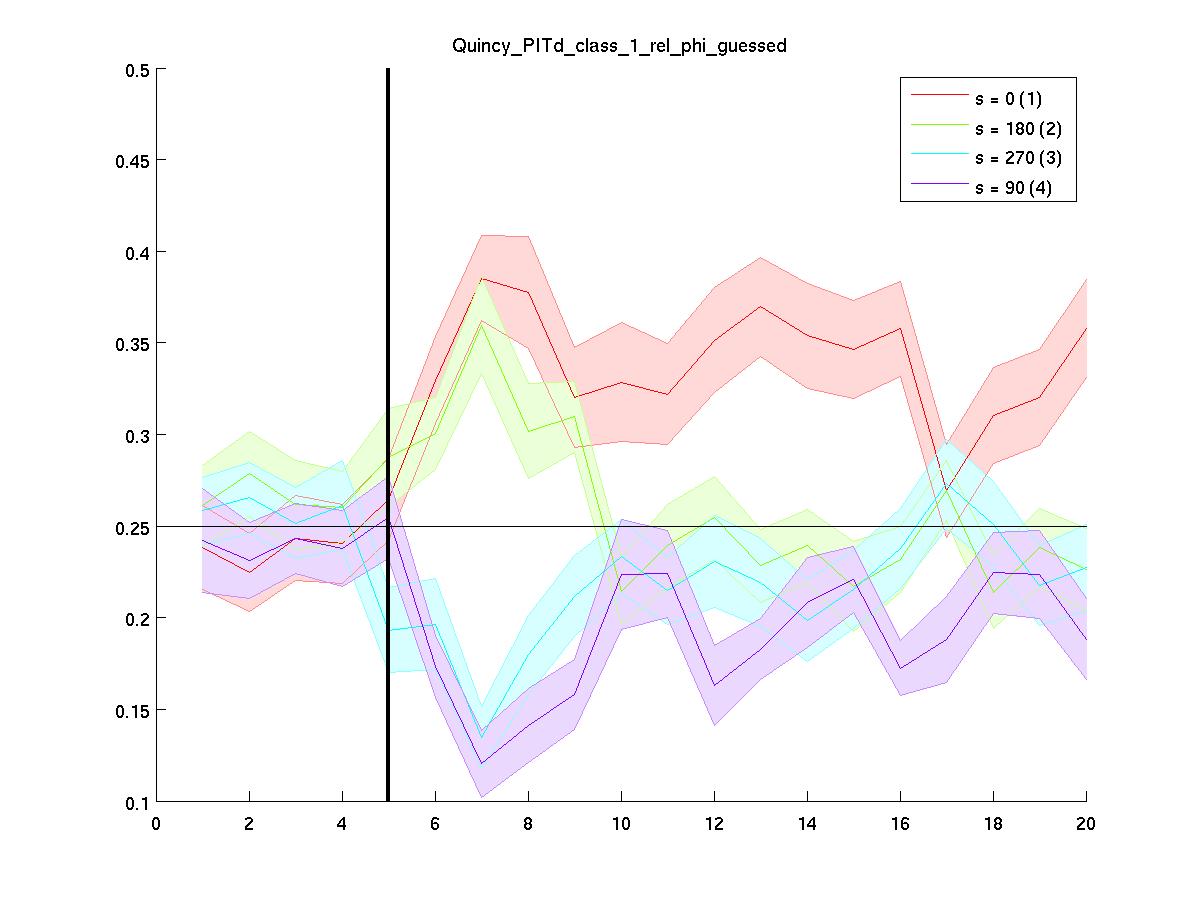 Quincy_PITd_class_1_rel_phi_guessed
s = 0 (1)
s = 180 (2)
s = 270 (3)
s = 90 (4)
0.5
0.45
0.4
0.35
0.3
0.25
0.2
0.15
0.1
0 2 4 6 8 10 12 14 16 18 20